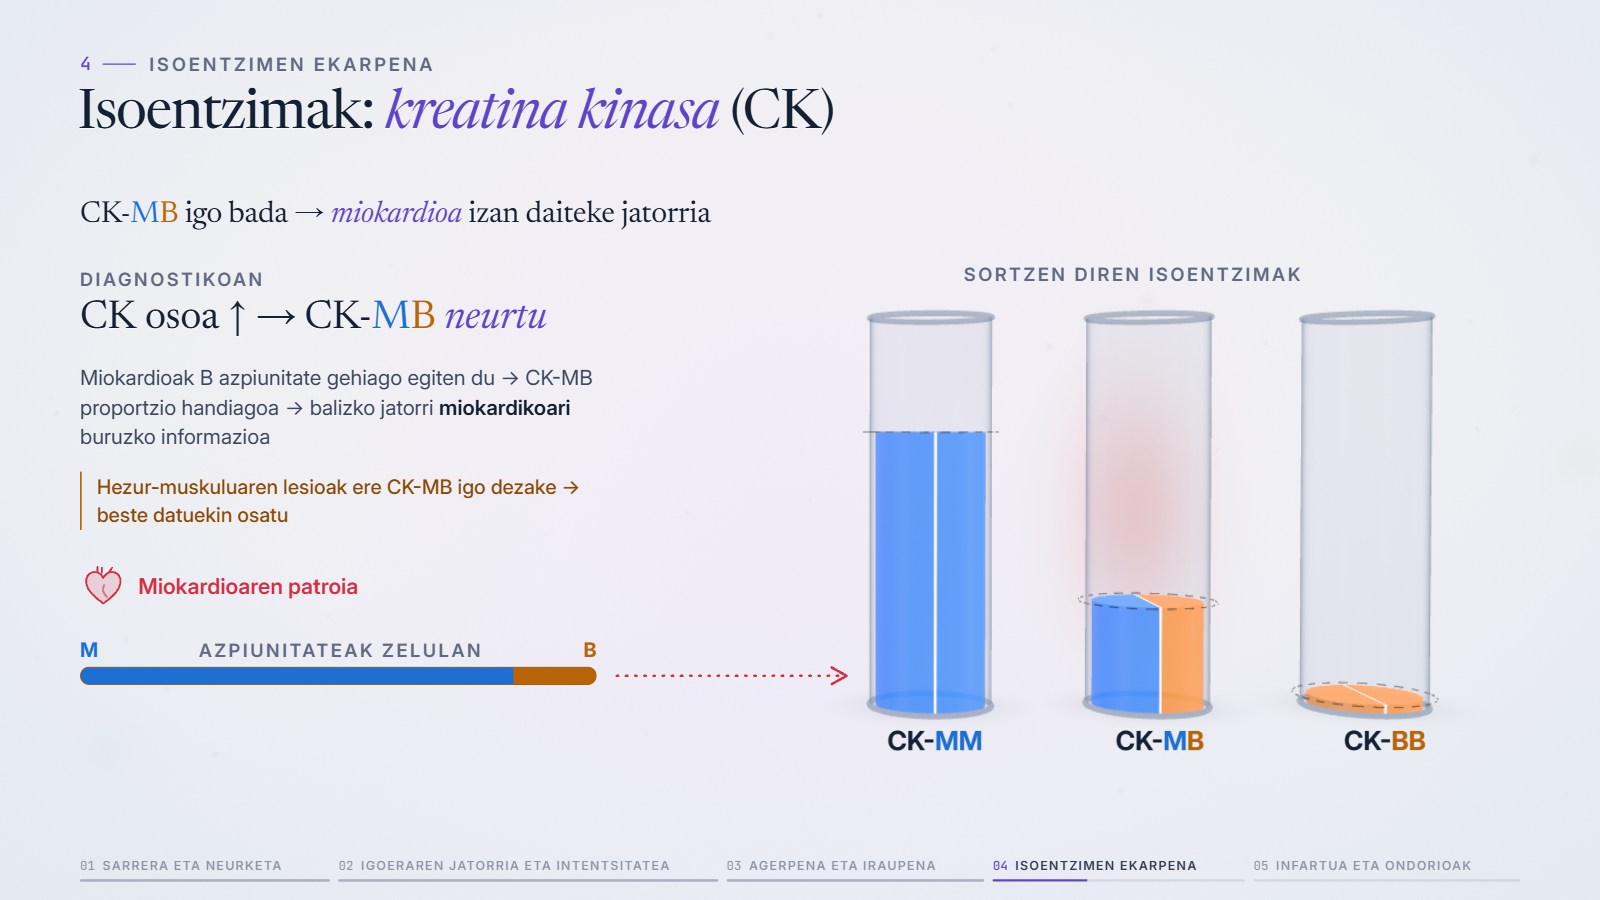 4 — ISOENTZIMEN EKARPENA
Isoentzimak: kreatina kinasa (CK)
CK-MB igo bada → miokardioa izan daiteke jatorria
DIAGNOSTIKOAN
CK osoa ↑ → CK-MB neurtu
Miokardioak B azpiunitate gehiago egiten du → CK-MB
proportzio handiagoa → balizko jatorri miokardikoari
buruzko informazioa
Hezur-muskuluaren lesioak ere CK-MB igo dezake →
beste datuekin osatu
Miokardioaren patroia
M AZPIUNITATEAK ZELULAN B
SORTZEN DIREN ISOENTZIMAK
CK-MM CK-MB CK-BB
01 SARRERA ETA NEURKETA 02 IGOERAREN JATORRIA ETA INTENTSITATEA 03 AGERPENA ETA IRAUPENA 04 ISOENTZIMEN EKARPENA 05 INFARTUA ETA ONDORIOAK